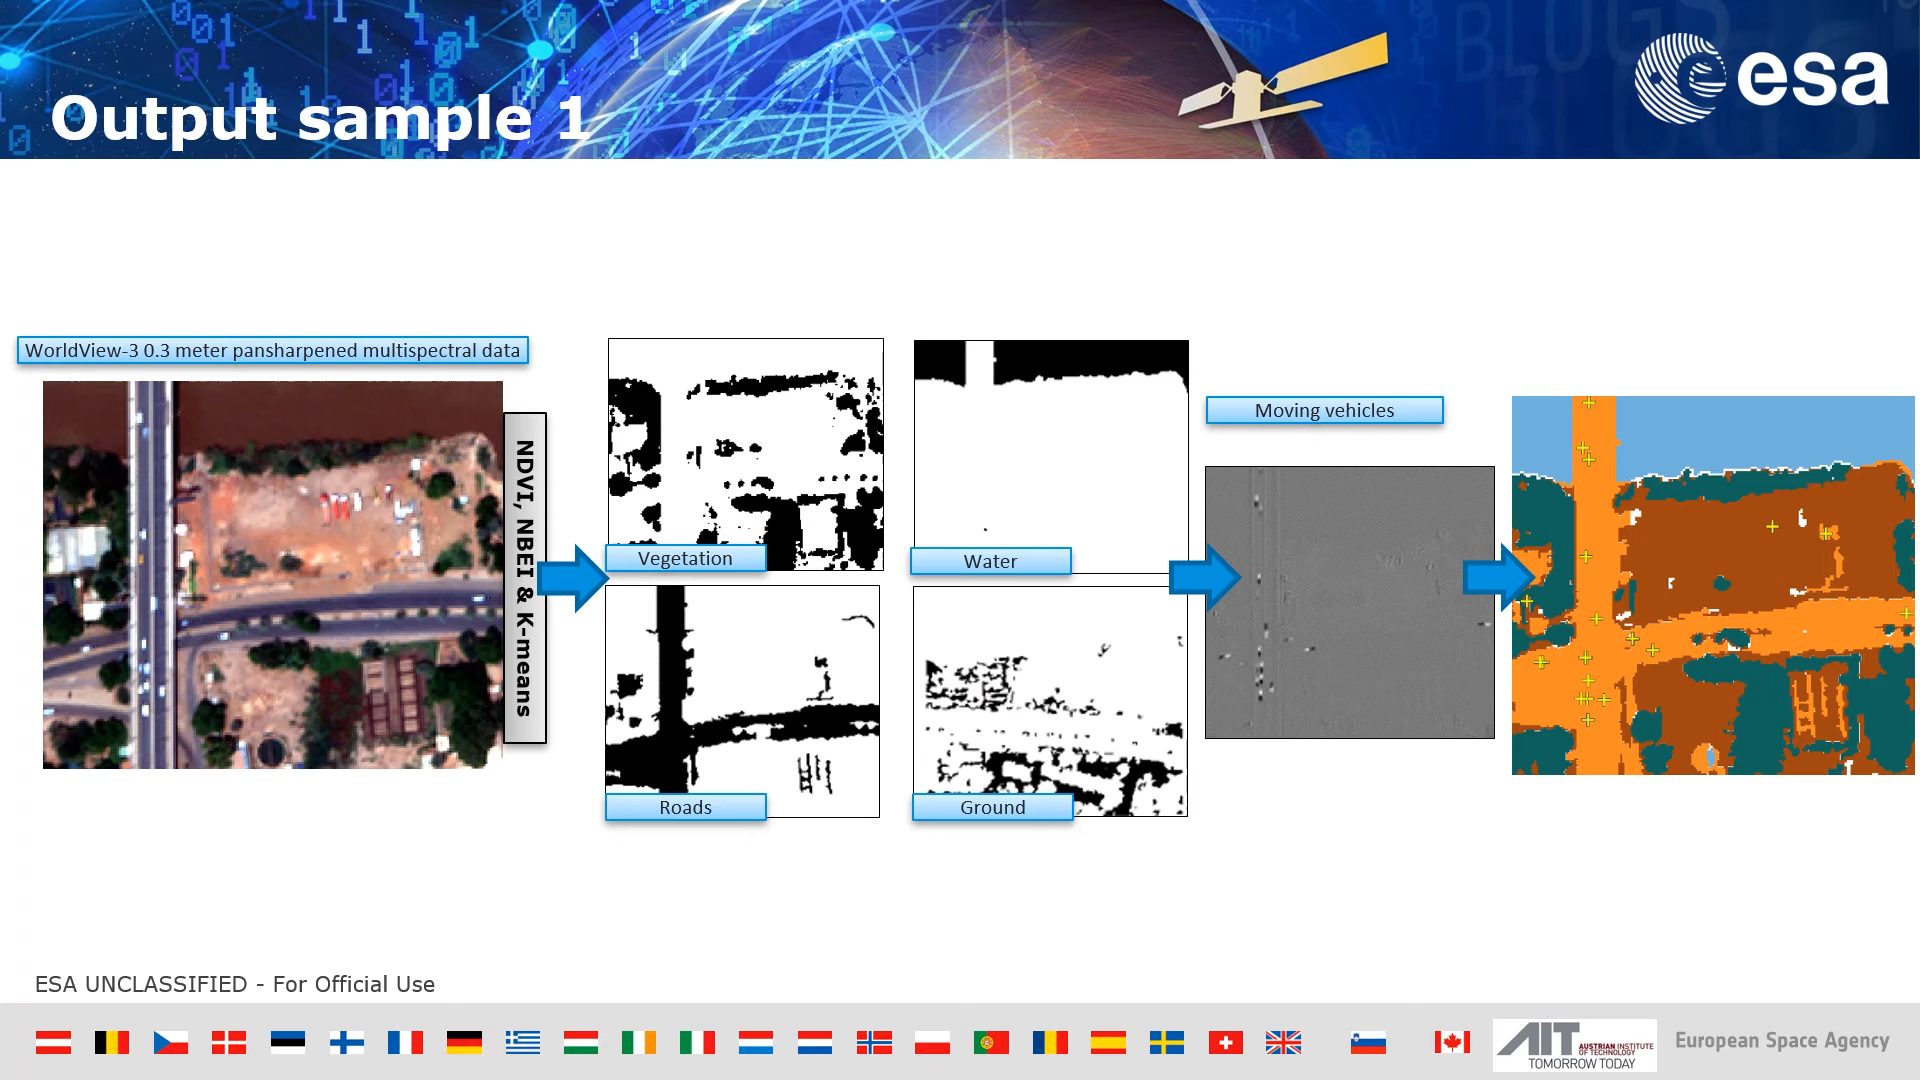 Output sample 1
esa
WorldView-3 0.3 meter pansharpened multispectral data
NDVI, NBEI & K-means
Vegetation
Water
Roads
Ground
Moving vehicles
ESA UNCLASSIFIED - For Official Use
AIT
AUSTRIAN INSTITUTE
OF TECHNOLOGY
TOMORROW TODAY
European Space Agency